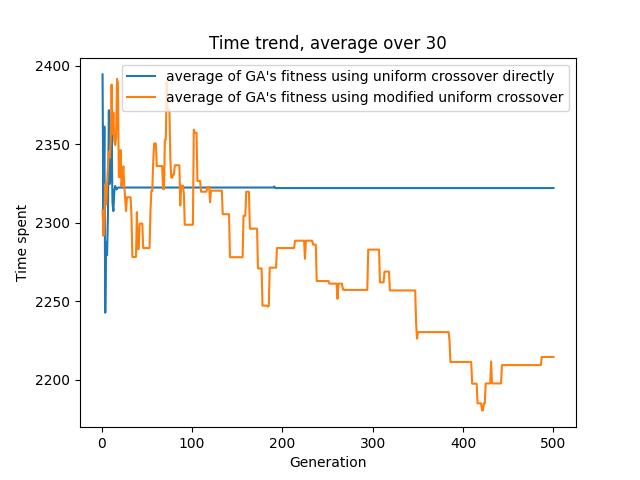 Time trend, average over 30
average of GA's fitness using uniform crossover directly
average of GA's fitness using modified uniform crossover
Time spent
2400
2350
2300
2250
2200
0 100 200 300 400 500
Generation